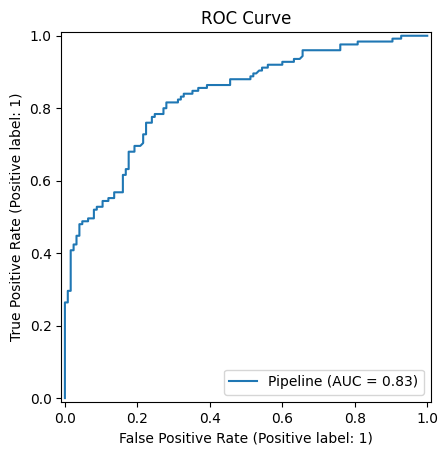 ROC Curve
1.0
0.8
0.6
0.4
0.2
0.0
True Positive Rate (Positive label: 1)
Pipeline (AUC = 0.83)
0.0 0.2 0.4 0.6 0.8 1.0
False Positive Rate (Positive label: 1)